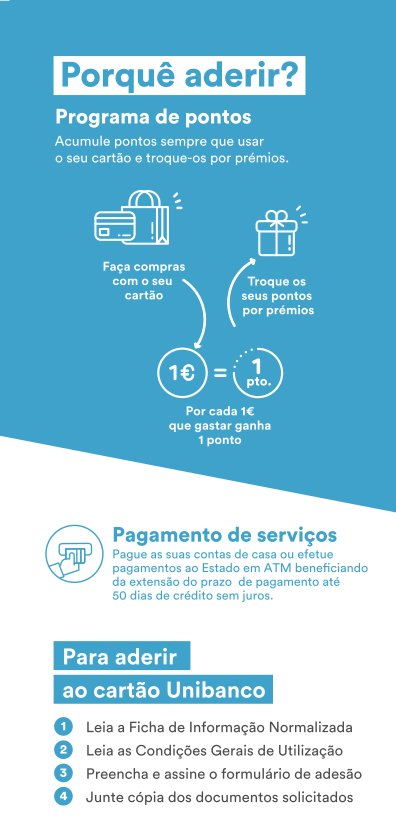 Porquê aderir?
Programa de pontos
Acumule pontos sempre que usar
o seu cartão e troque-os por prémios.
Faça compras
com o seu
cartão
Troque os
seus pontos
por prémios
1€ = 1
pto.
Por cada 1€
que gastar ganha
1 ponto
Pagamento de serviços
Pague as suas contas de casa ou efetue
pagamentos ao Estado em ATM beneficiando
da extensão do prazo de pagamento até
50 dias de crédito sem juros.
Para aderir
ao cartão Unibanco
1 Leia a Ficha de Informação Normalizada
2 Leia as Condições Gerais de Utilização
3 Preencha e assine o formulário de adesão
4 Junte cópia dos documentos solicitados